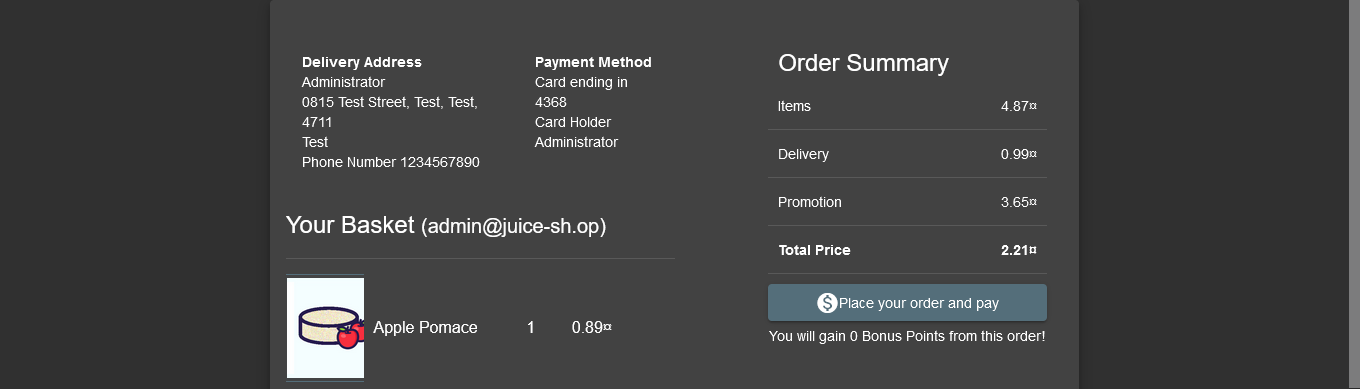 Delivery Address
Administrator
0815 Test Street, Test, Test,
4711
Test
Phone Number 1234567890
Payment Method
Card ending in
4368
Card Holder
Administrator
Order Summary
Items 4.87¤
Delivery 0.99¤
Promotion 3.65¤
Total Price 2.21¤
Place your order and pay
You will gain 0 Bonus Points from this order!
Your Basket (admin@juice-sh.op)
Apple Pomace 1 0.89¤